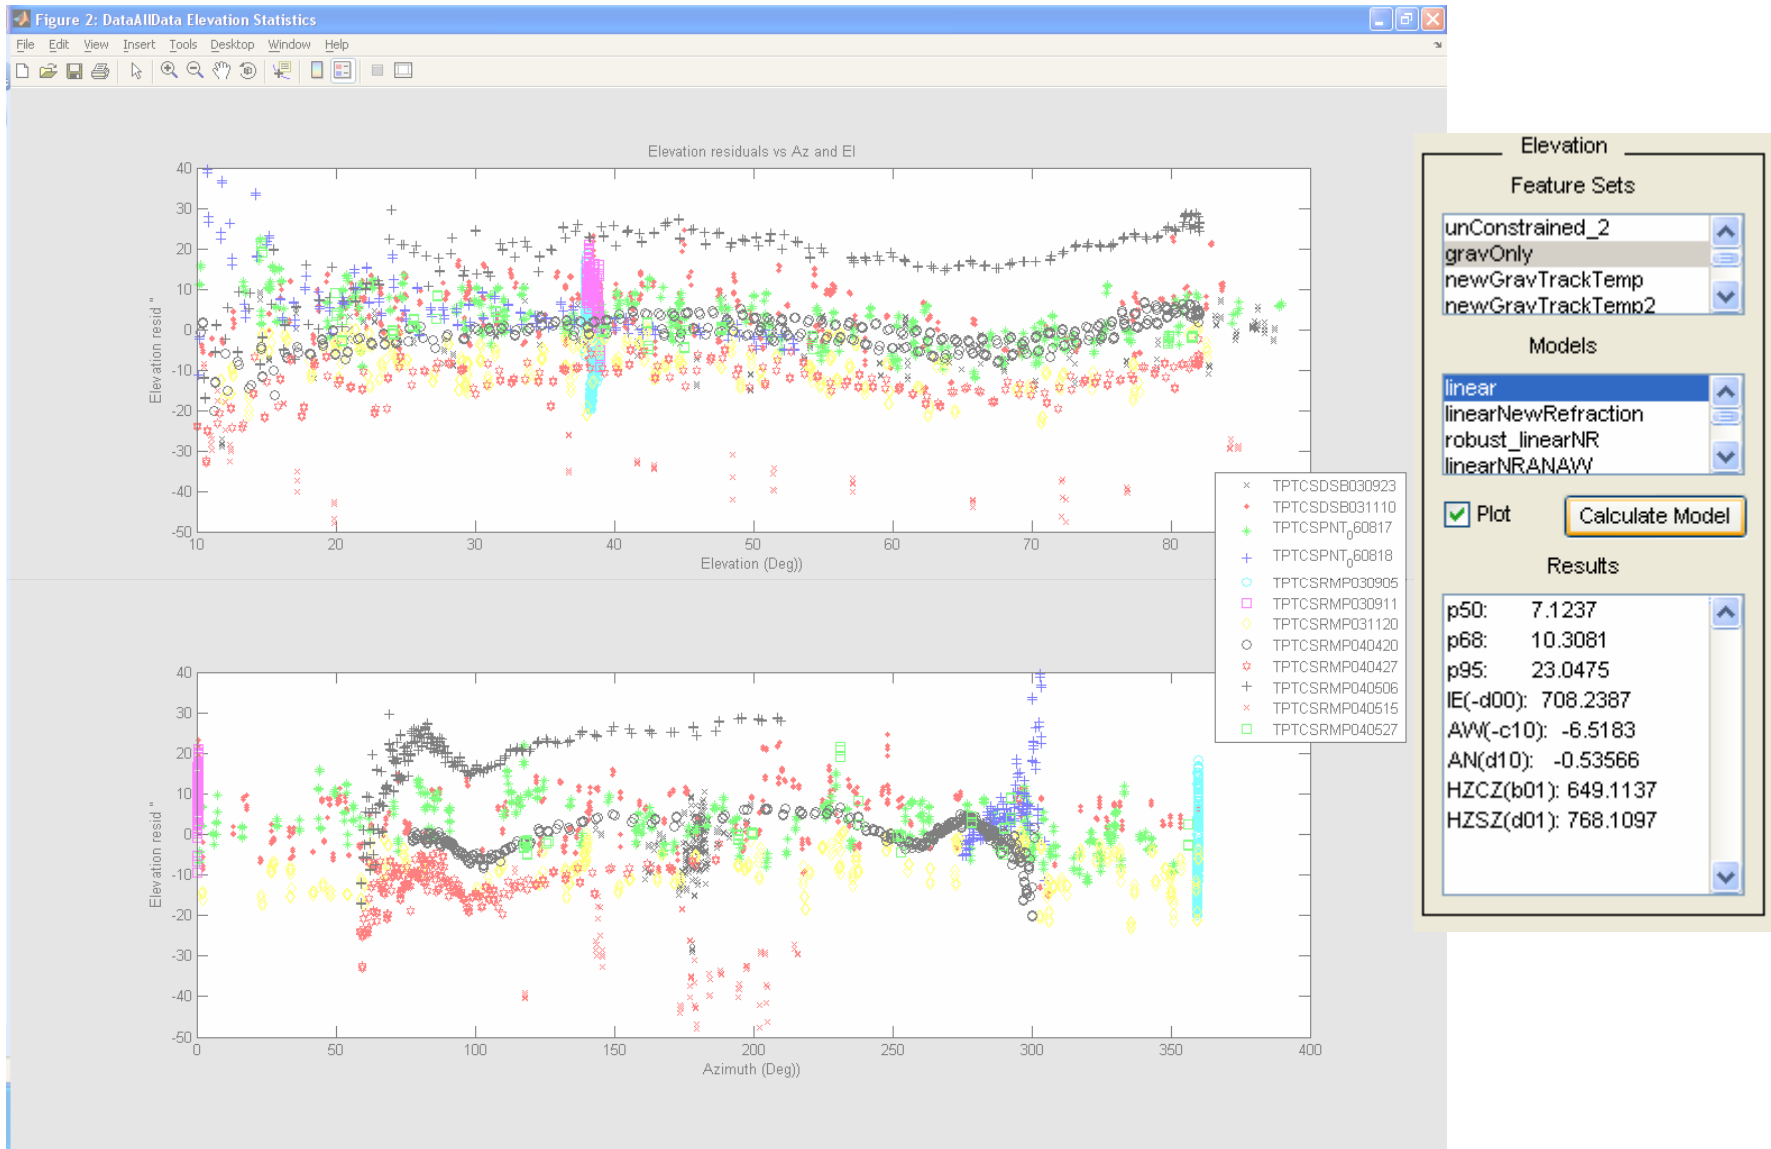 Figure 2: DataAllData Elevation Statistics
File Edit View Insert Tools Desktop Window Help
Elevation residuals vs Az and El
40
30
20
10
0
-10
-20
-30
-40
-50
Elevation resid "
10 20 30 40 50 60 70 80
Elevation (Deg))
TPTCSDSB030923
TPTCSDSB031110
TPTCSPNT_060817
TPTCSPNT_060818
TPTCSRMP030905
TPTCSRMP030911
TPTCSRMP031120
TPTCSRMP040420
TPTCSRMP040427
TPTCSRMP040506
TPTCSRMP040515
TPTCSRMP040527
40
30
20
10
0
-10
-20
-30
-40
-50
Elevation resid "
0 50 100 150 200 250 300 350 400
Azimuth (Deg))
Elevation
Feature Sets
unConstrained_2
gravOnly
newGravTrackTemp
newGravTrackTemp2
Models
linear
linearNewRefraction
robust_linearNR
linearNRANAW
Plot Calculate Model
Results
p50: 7.1237
p68: 10.3081
p95: 23.0475
IE(-d00): 708.2387
AW(-c10): -6.5183
AN(d10): -0.53566
HZCZ(b01): 649.1137
HZSZ(d01): 768.1097